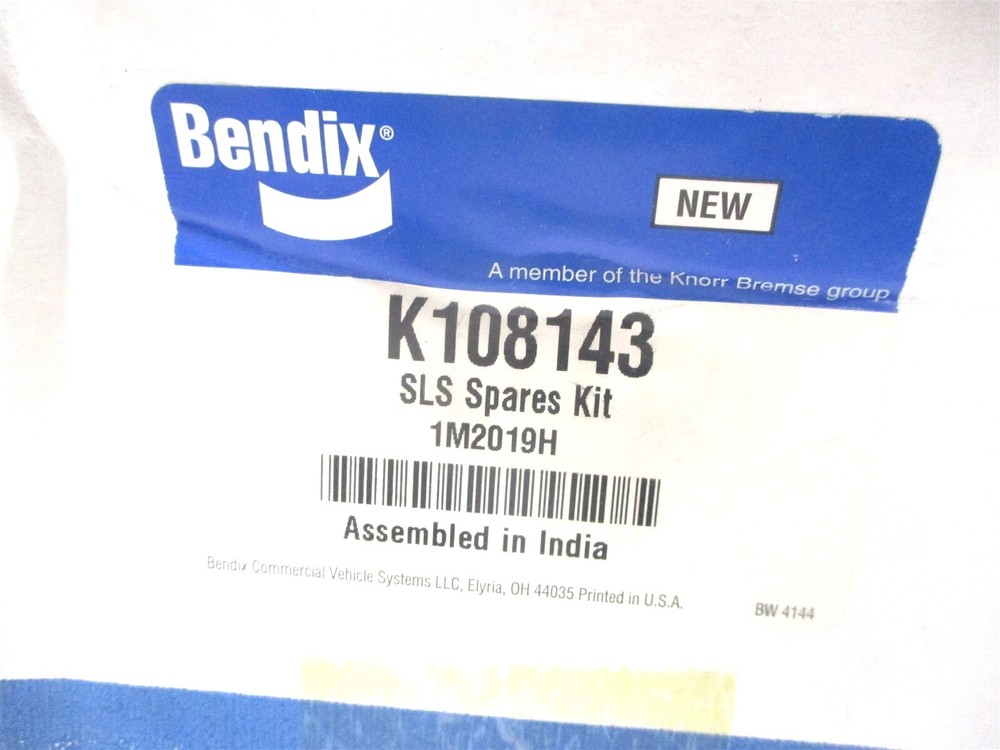 Bendix®
NEW
A member of the Knorr Bremse group
K108143
SLS Spares Kit
1M2019H
Assembled in India
Bendix Commercial Vehicle Systems LLC, Elyria, OH 44035 Printed in U.S.A.
BW 4144